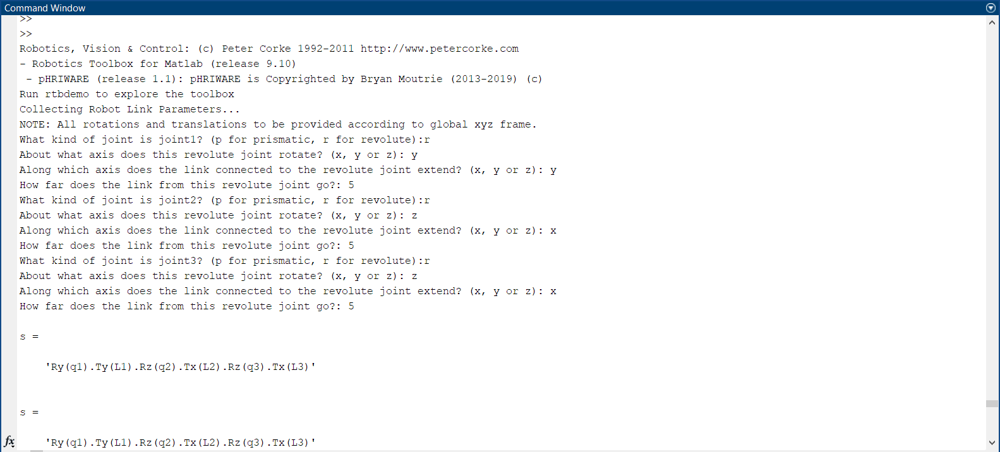 Command Window
>>
>>
Robotics, Vision & Control: (c) Peter Corke 1992-2011 http://www.petercorke.com
- Robotics Toolbox for Matlab (release 9.10)
 - pHRIWARE (release 1.1): pHRIWARE is Copyrighted by Bryan Moutrie (2013-2019) (c)
Run rtbdemo to explore the toolbox
Collecting Robot Link Parameters...
NOTE: All rotations and translations to be provided according to global xyz frame.
What kind of joint is joint1? (p for prismatic, r for revolute):r
About what axis does this revolute joint rotate? (x, y or z): y
Along which axis does the link connected to the revolute joint extend? (x, y or z): y
How far does the link from this revolute joint go?: 5
What kind of joint is joint2? (p for prismatic, r for revolute):r
About what axis does this revolute joint rotate? (x, y or z): z
Along which axis does the link connected to the revolute joint extend? (x, y or z): x
How far does the link from this revolute joint go?: 5
What kind of joint is joint3? (p for prismatic, r for revolute):r
About what axis does this revolute joint rotate? (x, y or z): z
Along which axis does the link connected to the revolute joint extend? (x, y or z): x
How far does the link from this revolute joint go?: 5
s =
'Ry(q1).Ty(L1).Rz(q2).Tx(L2).Rz(q3).Tx(L3)'
s =
'Ry(q1).Ty(L1).Rz(q2).Tx(L2).Rz(q3).Tx(L3)'
fx